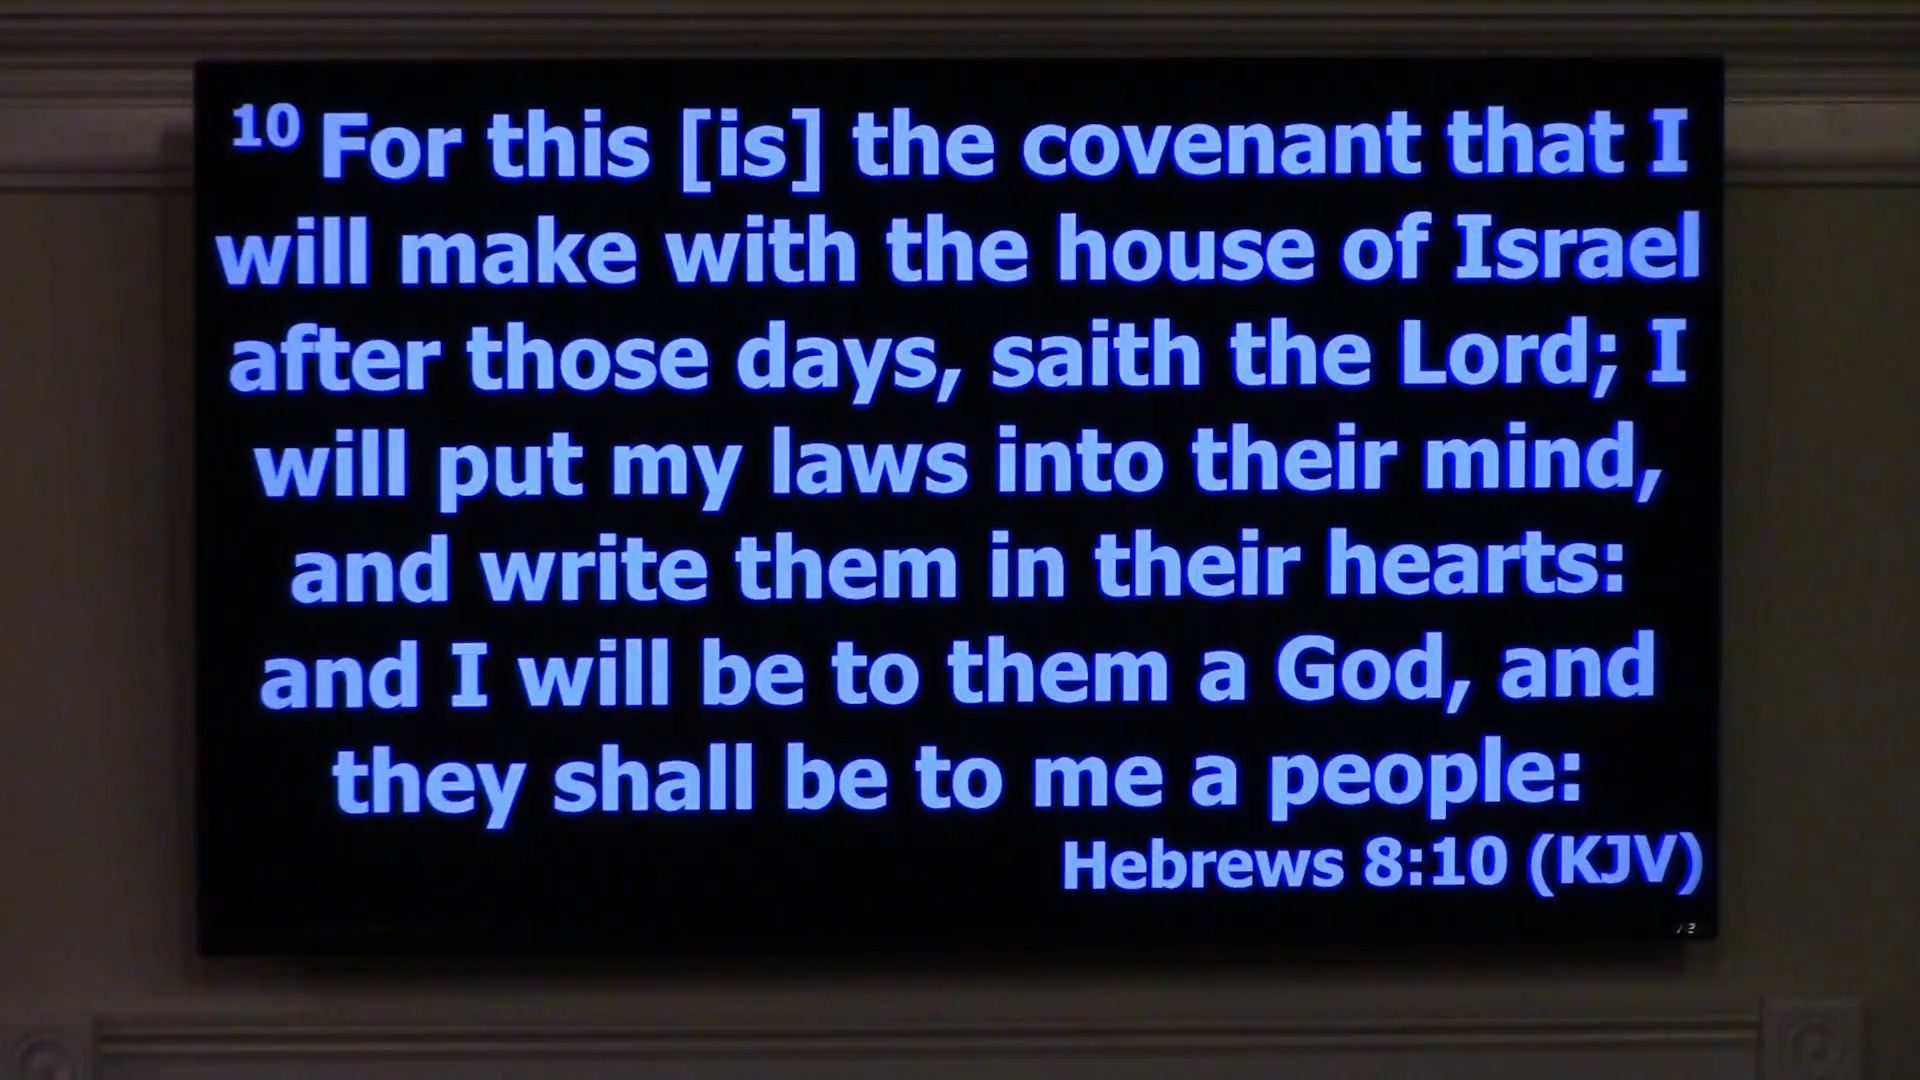 10 For this [is] the covenant that I
will make with the house of Israel
after those days, saith the Lord; I
will put my laws into their mind,
and write them in their hearts:
and I will be to them a God, and
they shall be to me a people:
Hebrews 8:10 (KJV)